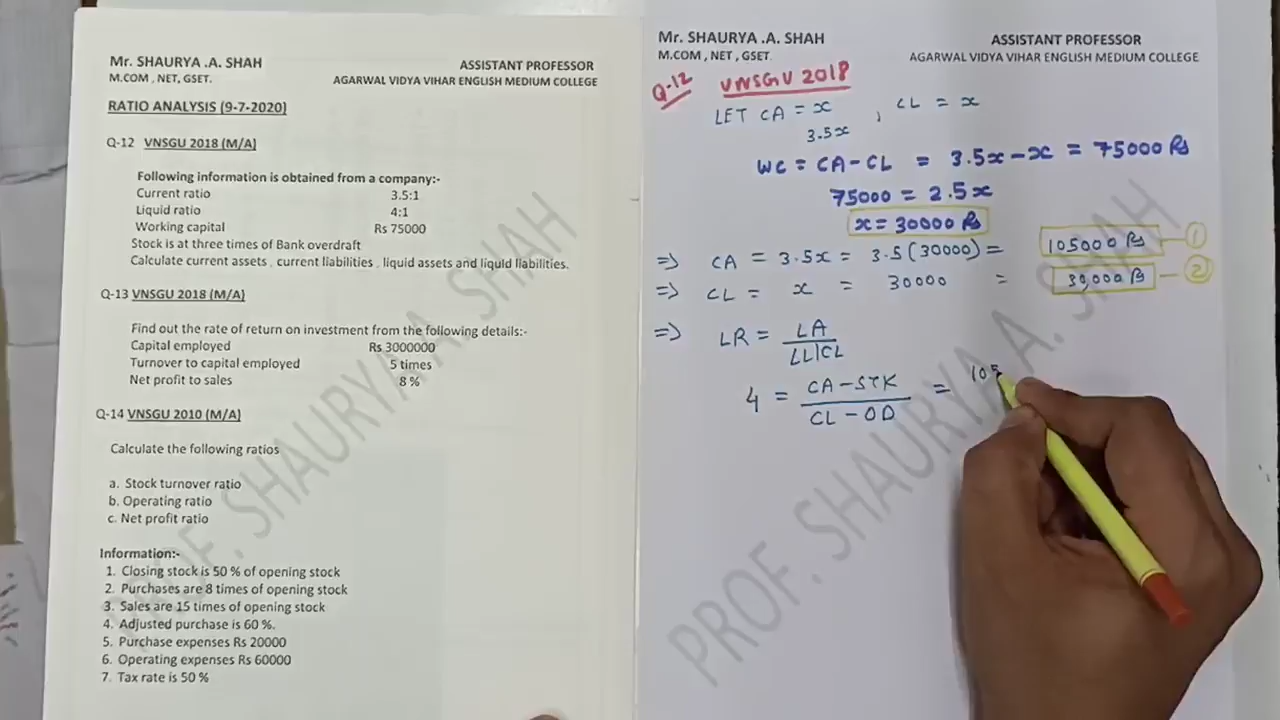 Mr. SHAURYA .A. SHAH
M.COM, NET, GSET.
ASSISTANT PROFESSOR
AGARWAL VIDYA VIHAR ENGLISH MEDIUM COLLEGE
RATIO ANALYSIS (9-7-2020)
Q-12 VNSGU 2018 (M/A)
Following information is obtained from a company:-
Current ratio 3.5:1
Liquid ratio 4:1
Working capital Rs 75000
Stock is at three times of Bank overdraft
Calculate current assets , current liabilities , liquid assets and liquid liabilities.
Q-13 VNSGU 2018 (M/A)
Find out the rate of return on investment from the following details:-
Capital employed Rs 3000000
Turnover to capital employed 5 times
Net profit to sales 8 %
Q-14 VNSGU 2010 (M/A)
Calculate the following ratios
a. Stock turnover ratio
b. Operating ratio
c. Net profit ratio
Information:-
1. Closing stock is 50 % of opening stock
2. Purchases are 8 times of opening stock
3. Sales are 15 times of opening stock
4. Adjusted purchase is 60 %.
5. Purchase expenses Rs 20000
6. Operating expenses Rs 60000
7. Tax rate is 50 %
PROF. SHAURYA A. SHAH
Mr. SHAURYA .A. SHAH
M.COM , NET , GSET.
ASSISTANT PROFESSOR
AGARWAL VIDYA VIHAR ENGLISH MEDIUM COLLEGE
Q-12 VNSGU 2018
LET CA = x , CL = x
3.5x
WC = CA-CL = 3.5x-x = 75000 Rs
75000 = 2.5x
x = 30000 Rs
=> CA = 3.5x = 3.5(30000) = 105000 Rs - 1
=> CL = x = 30000 = 30,000 Rs - 2
=> LR = LA
LL|CL
4 = CA-STK = 105
CL-OD
PROF. SHAURYA A. SHAH